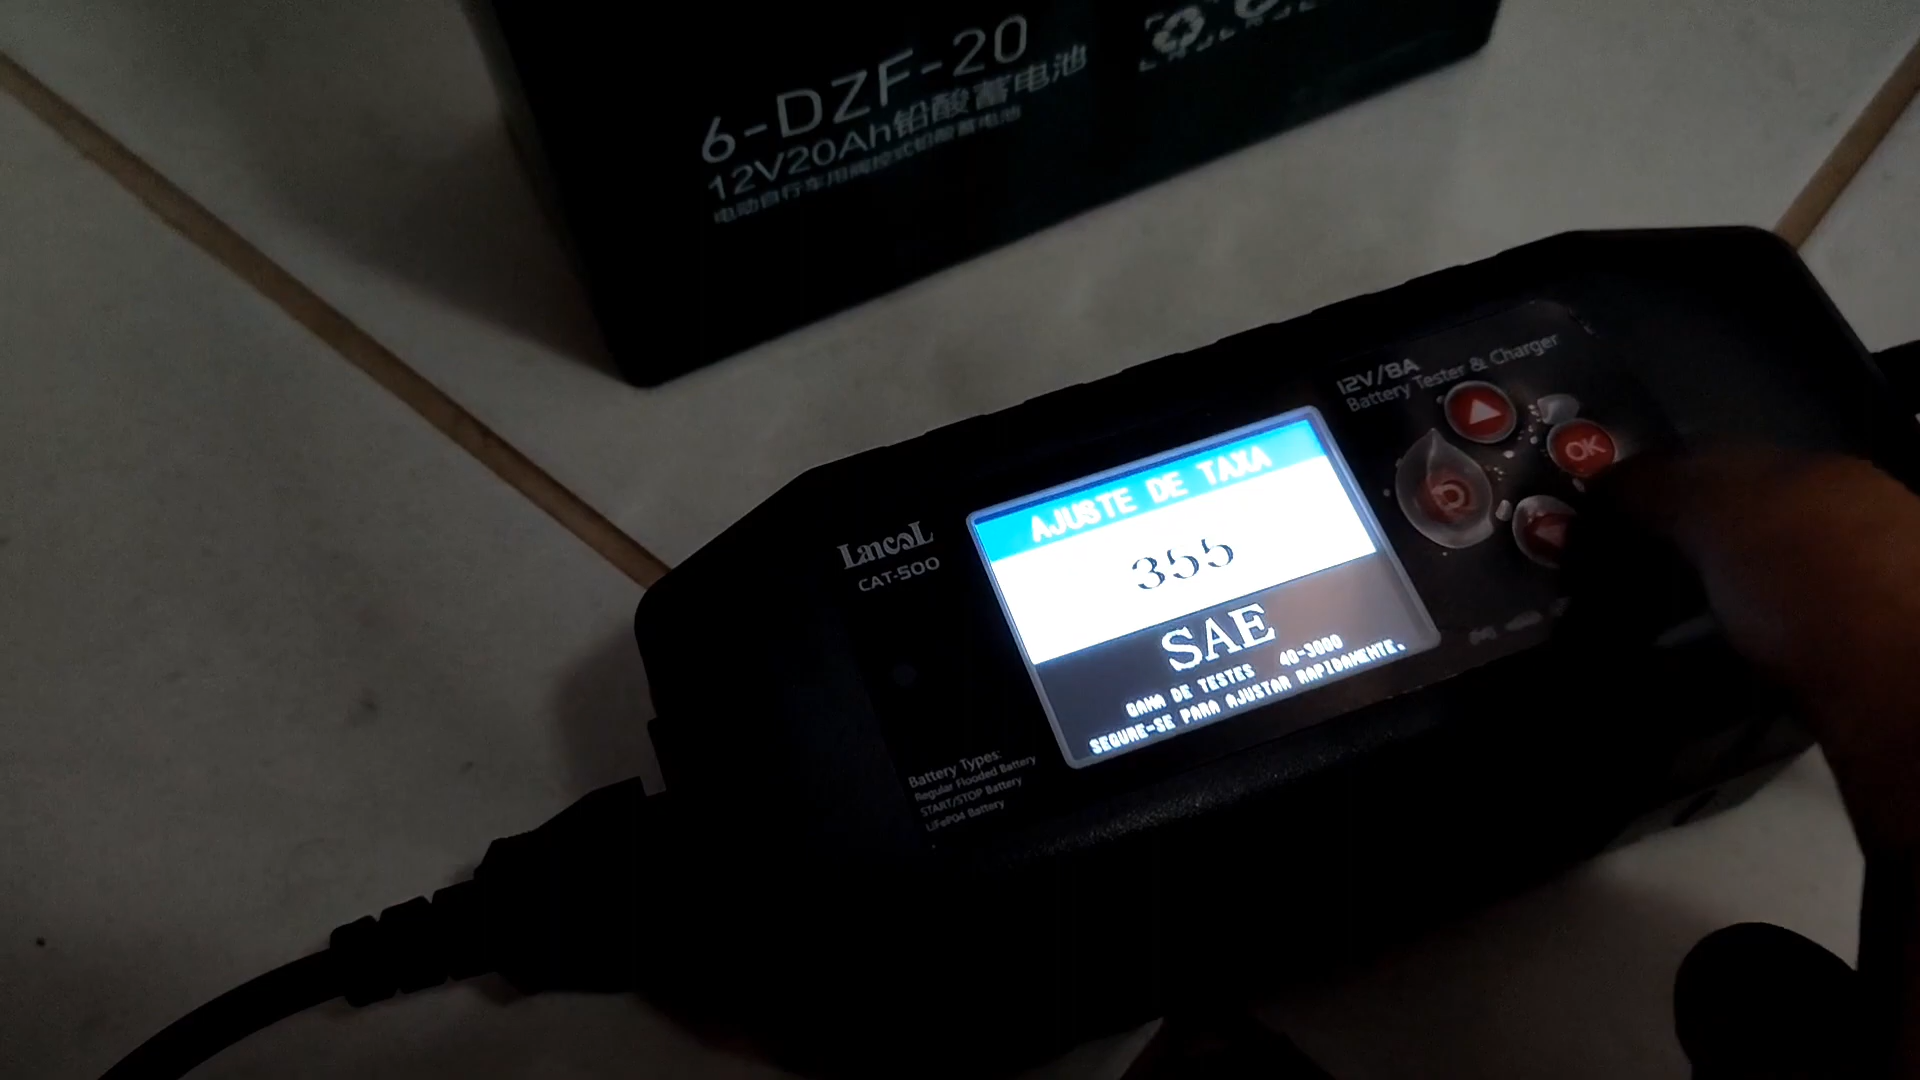 6-DZF-20
12V20Ah铅酸蓄电池
电动自行车用阀控式铅酸蓄电池
12V/8A
Battery Tester & Charger
OK
LancoL
CAT-500
AJUSTE DE TAXA
355
SAE
GAMA DE TESTES 40-3000
SEGURE-SE PARA AJUSTAR RAPIDAMENTE.
Battery Types:
Regular Flooded Battery
START/STOP Battery
LiFePO4 Battery